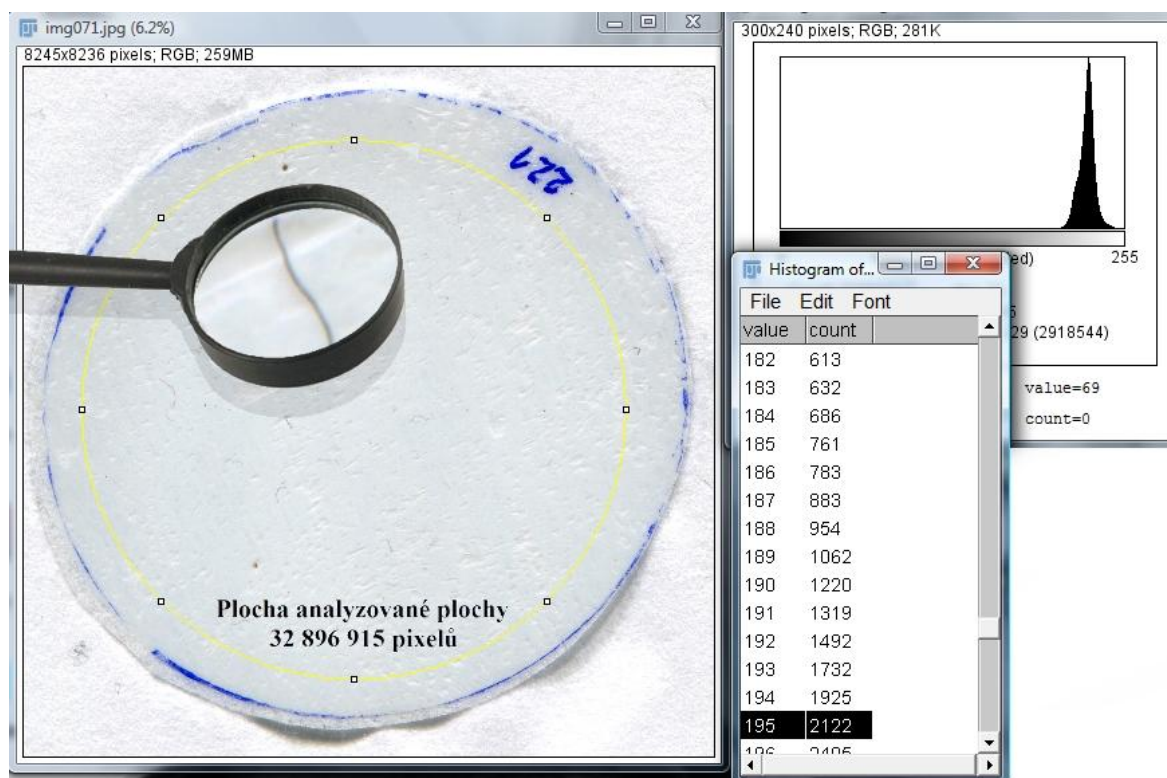 img071.jpg (6.2%)
8245x8236 pixels; RGB; 259MB
221
Plocha analyzované plochy
32 896 915 pixelů
300x240 pixels; RGB; 281K
255
29 (2918544)
value=69
count=0
Histogram of...
File Edit Font
value count
182 613
183 632
184 686
185 761
186 783
187 883
188 954
189 1062
190 1220
191 1319
192 1492
193 1732
194 1925
195 2122